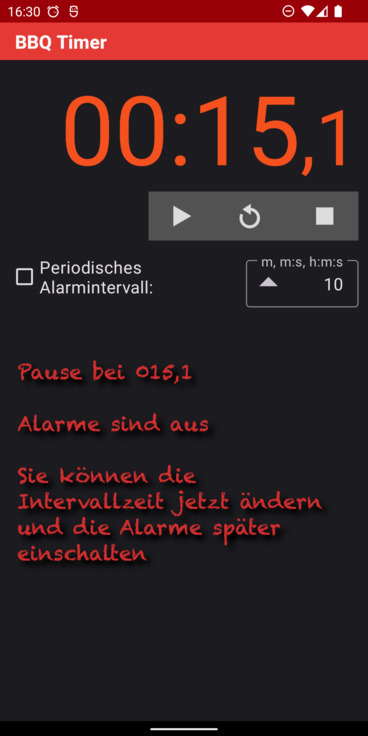 16:30
BBQ Timer
00:15,1
Periodisches
Alarmintervall:
m, m:s, h:m:s
10
Pause bei 015,1
Alarme sind aus
Sie können die
Intervallzeit jetzt ändern
und die Alarme später
einschalten